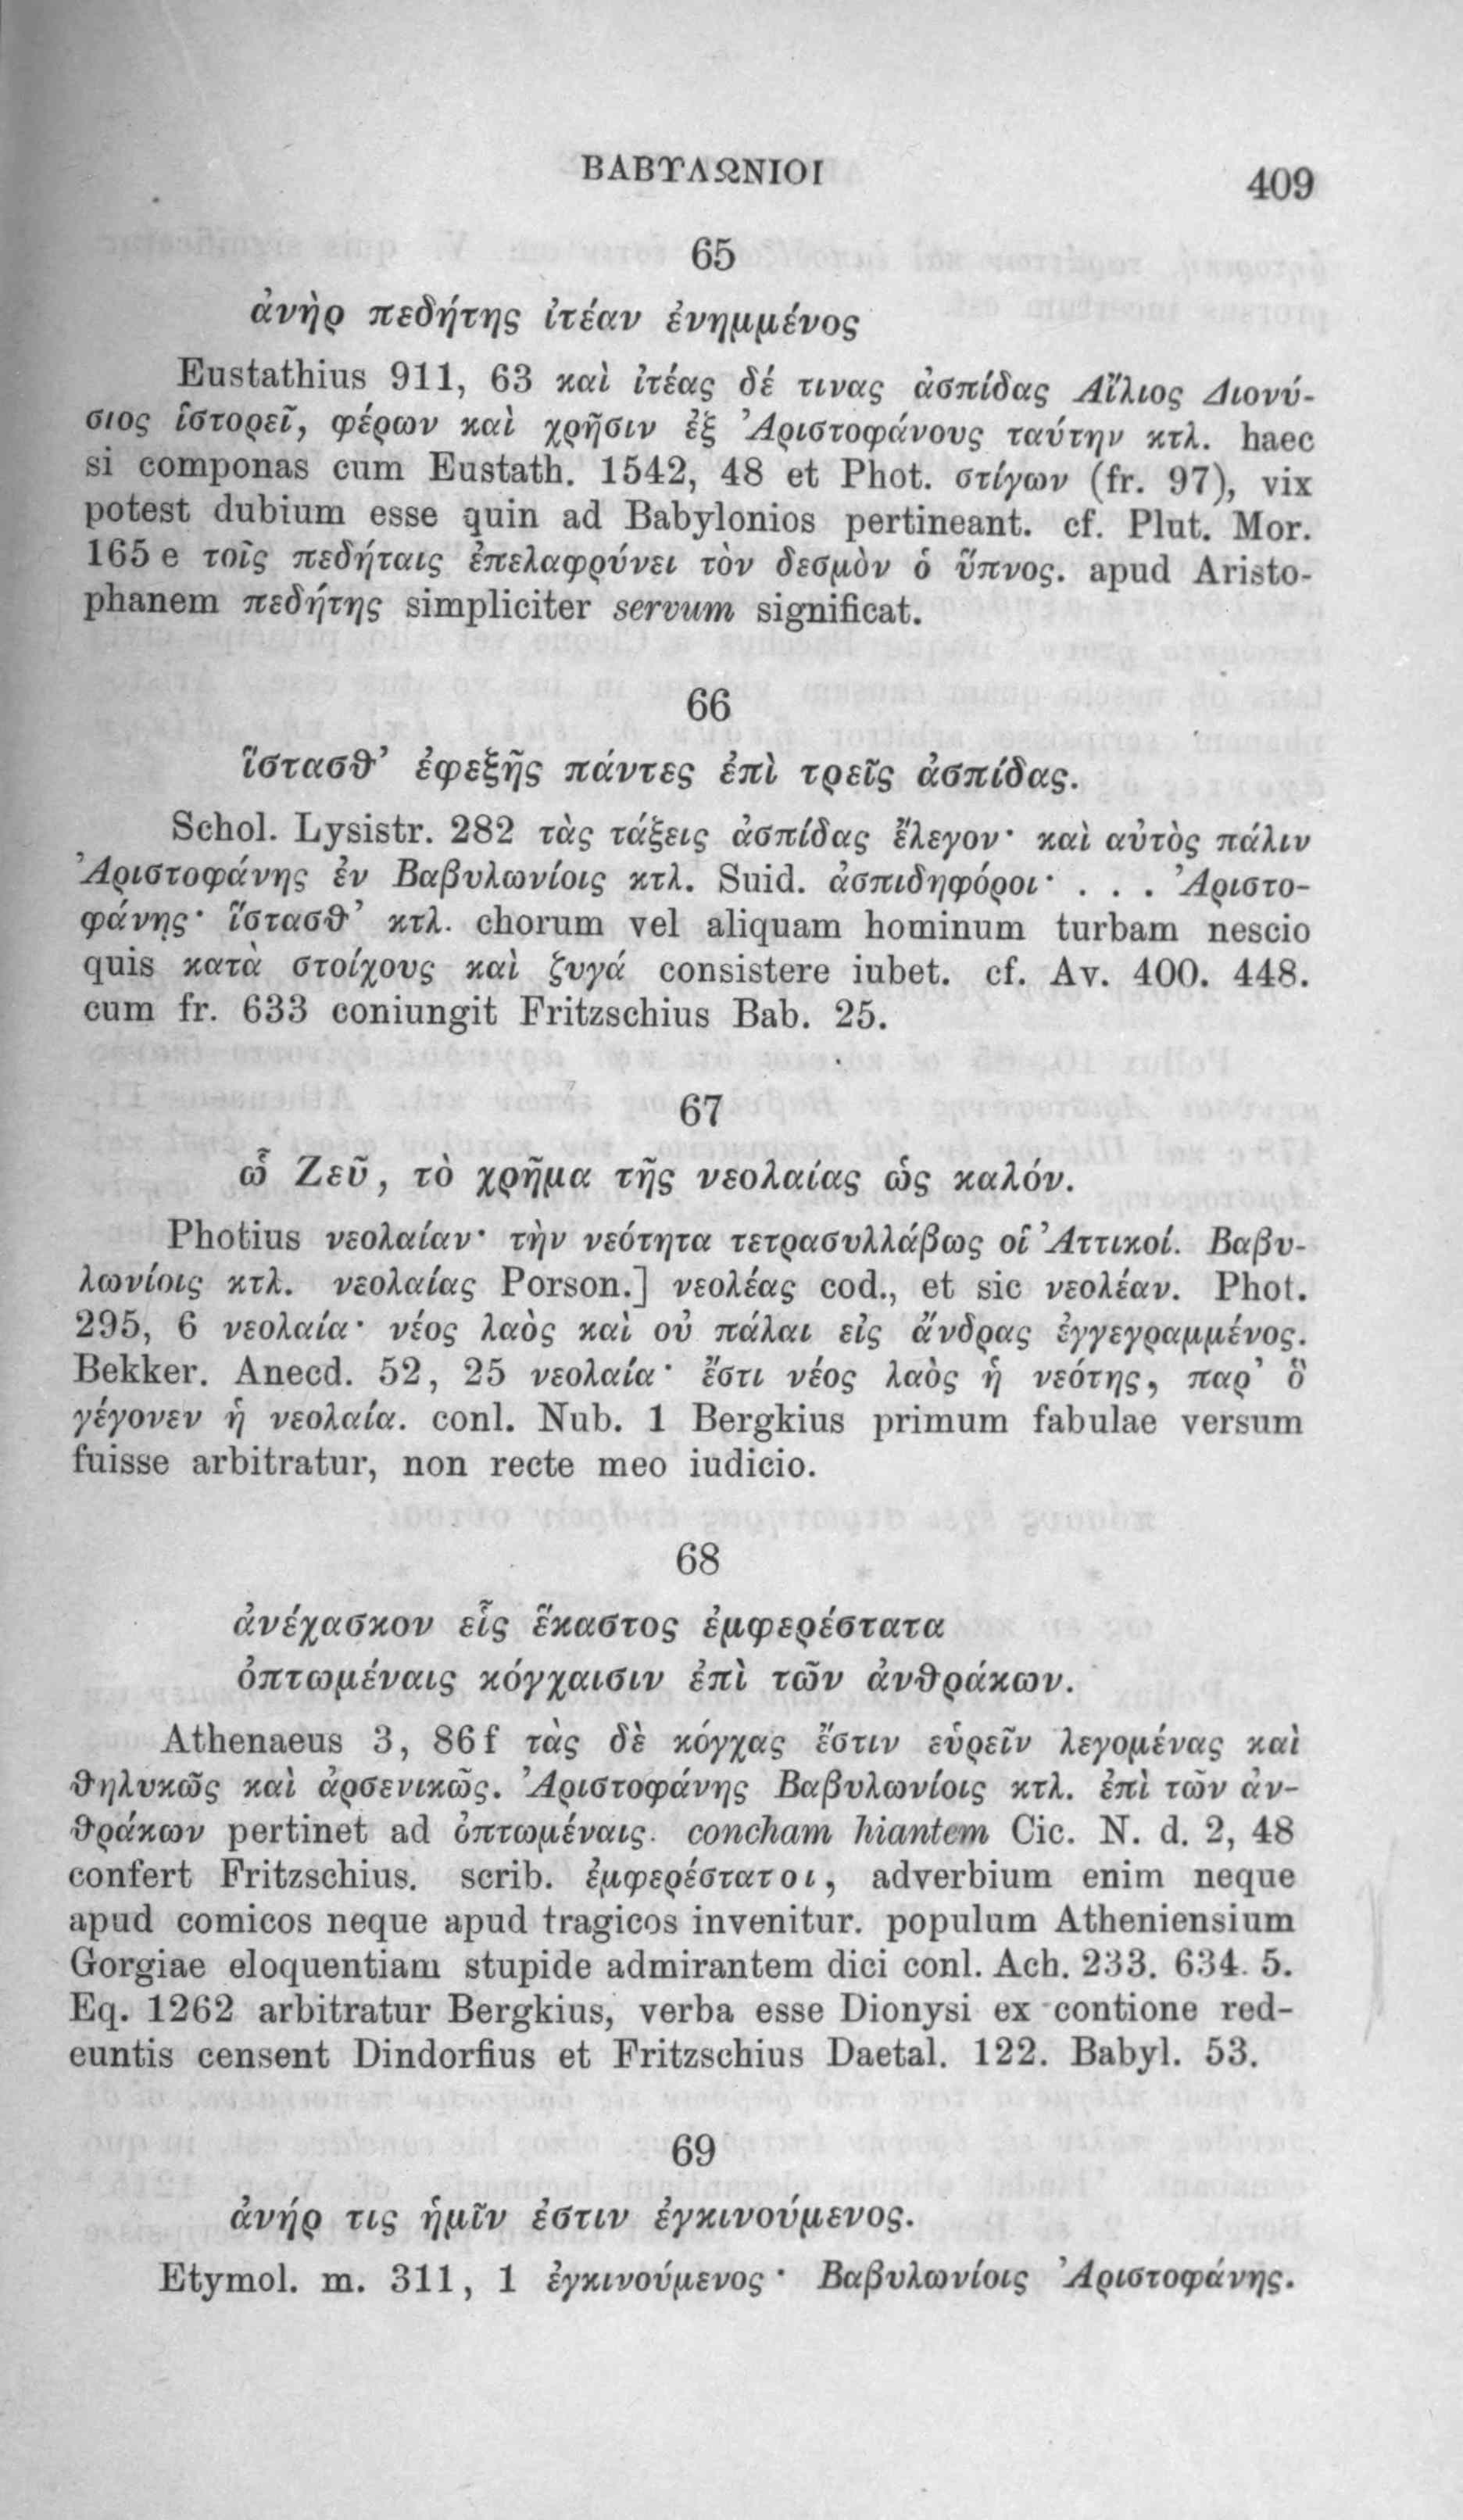 ΒΑΒΥΛΩΝΙΟΙ
409
65
ἀνὴρ πεδήτης ἰτέαν ἐνημμένος
Eustathius 911, 63 καὶ ἰτέας δέ τινας ἀσπίδας Αἴλιος Διονύ-
σιος ἱστορεῖ, φέρων καὶ χρῆσιν ἐξ Ἀριστοφάνους ταύτην κτλ. haec
si componas cum Eustath. 1542, 48 et Phot. στίγων (fr. 97), vix
potest dubium esse quin ad Babylonios pertineant. cf. Plut. Mor.
165 e τοῖς πεδήταις ἐπελαφρύνει τὸν δεσμὸν ὁ ὕπνος. apud Aristo-
phanem πεδήτης simpliciter servum significat.
66
ἵστασθ’ ἐφεξῆς πάντες ἐπὶ τρεῖς ἀσπίδας.
Schol. Lysistr. 282 τὰς τάξεις ἀσπίδας ἔλεγον· καὶ αὐτὸς πάλιν
Ἀριστοφάνης ἐν Βαβυλωνίοις κτλ. Suid. ἀσπιδηφόροι· . . . Ἀριστο-
φάνης· ἵστασθ’ κτλ. chorum vel aliquam hominum turbam nescio
quis κατὰ στοίχους καὶ ζυγά consistere iubet. cf. Av. 400. 448.
cum fr. 633 coniungit Fritzschius Bab. 25.
67
ὦ Ζεῦ, τὸ χρῆμα τῆς νεολαίας ὡς καλόν.
Photius νεολαίαν· τὴν νεότητα τετρασυλλάβως οἱ Ἀττικοί. Βαβυ-
λωνίοις κτλ. νεολαίας Porson.] νεολέας cod., et sic νεολέαν. Phot.
295, 6 νεολαία· νέος λαὸς καὶ οὐ πάλαι εἰς ἄνδρας ἐγγεγραμμένος.
Bekker. Anecd. 52, 25 νεολαία· ἔστι νέος λαὸς ἡ νεότης, παρ’ ὃ
γέγονεν ἡ νεολαία. conl. Nub. 1 Bergkius primum fabulae versum
fuisse arbitratur, non recte meo iudicio.
68
ἀνέχασκον εἷς ἕκαστος ἐμφερέστατα
ὀπτωμέναις κόγχαισιν ἐπὶ τῶν ἀνθράκων.
Athenaeus 3, 86 f τὰς δὲ κόγχας ἔστιν εὑρεῖν λεγομένας καὶ
θηλυκῶς καὶ ἀρσενικῶς. Ἀριστοφάνης Βαβυλωνίοις κτλ. ἐπὶ τῶν ἀν-
θράκων pertinet ad ὀπτωμέναις. concham hiantem Cic. N. d. 2, 48
confert Fritzschius. scrib. ἐμφερέστατοι, adverbium enim neque
apud comicos neque apud tragicos invenitur. populum Atheniensium
Gorgiae eloquentiam stupide admirantem dici conl. Ach. 233. 634. 5.
Eq. 1262 arbitratur Bergkius, verba esse Dionysi ex contione red-
euntis censent Dindorfius et Fritzschius Daetal. 122. Babyl. 53.
69
ἀνήρ τις ἡμῖν ἐστιν ἐγκινούμενος.
Etymol. m. 311, 1 ἐγκινούμενος· Βαβυλωνίοις Ἀριστοφάνης.